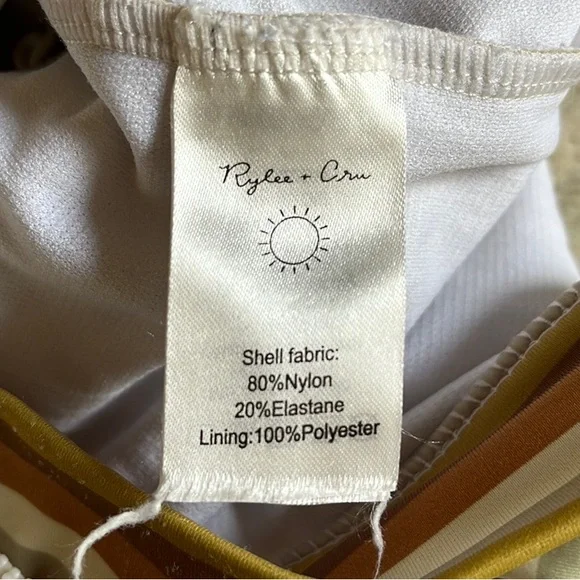 Rylee + Cru
Shell fabric:
80%Nylon
20%Elastane
Lining:100%Polyester